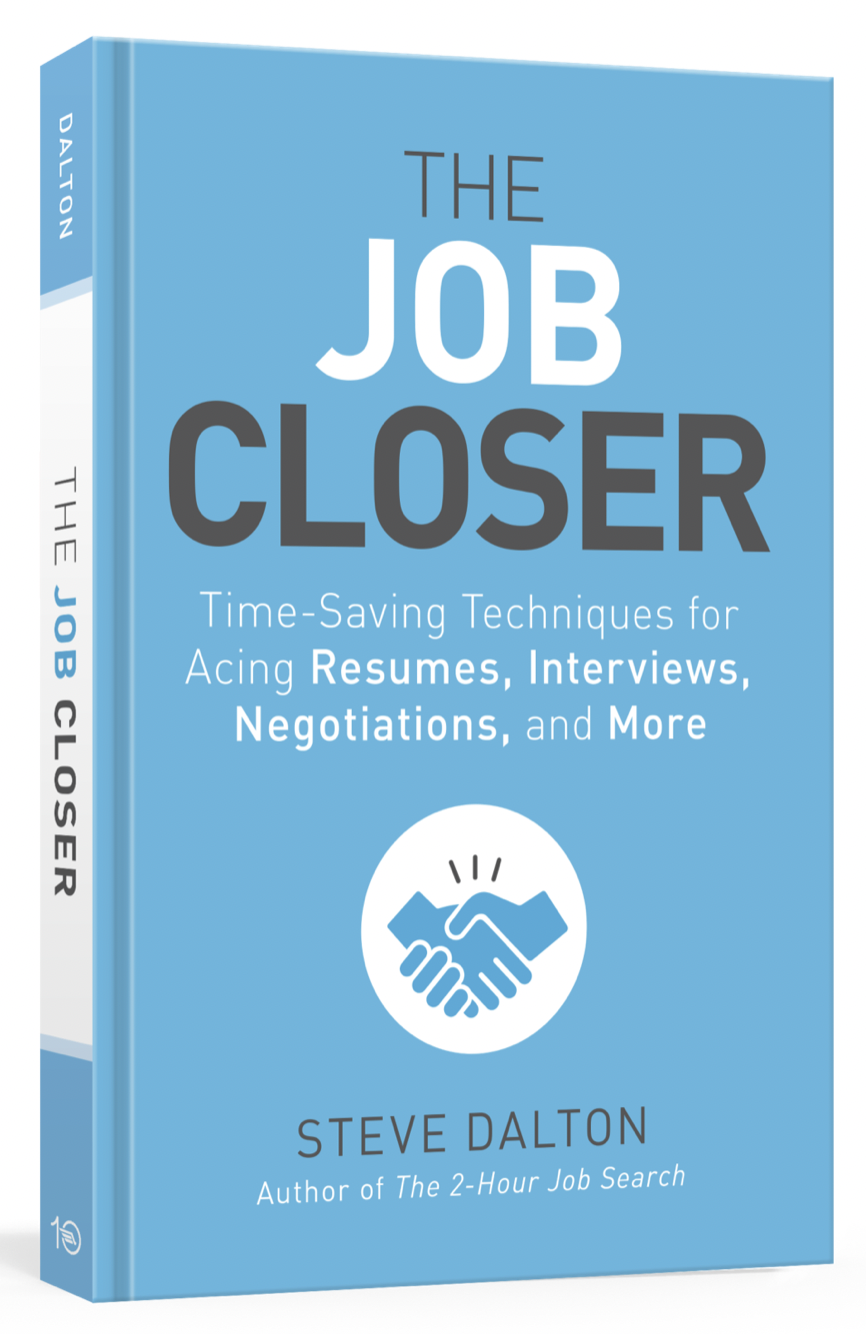 THE
JOB
CLOSER
Time-Saving Techniques for
Acing Resumes, Interviews,
Negotiations, and More
STEVE DALTON
Author of The 2-Hour Job Search
DALTON
THE JOB CLOSER
10